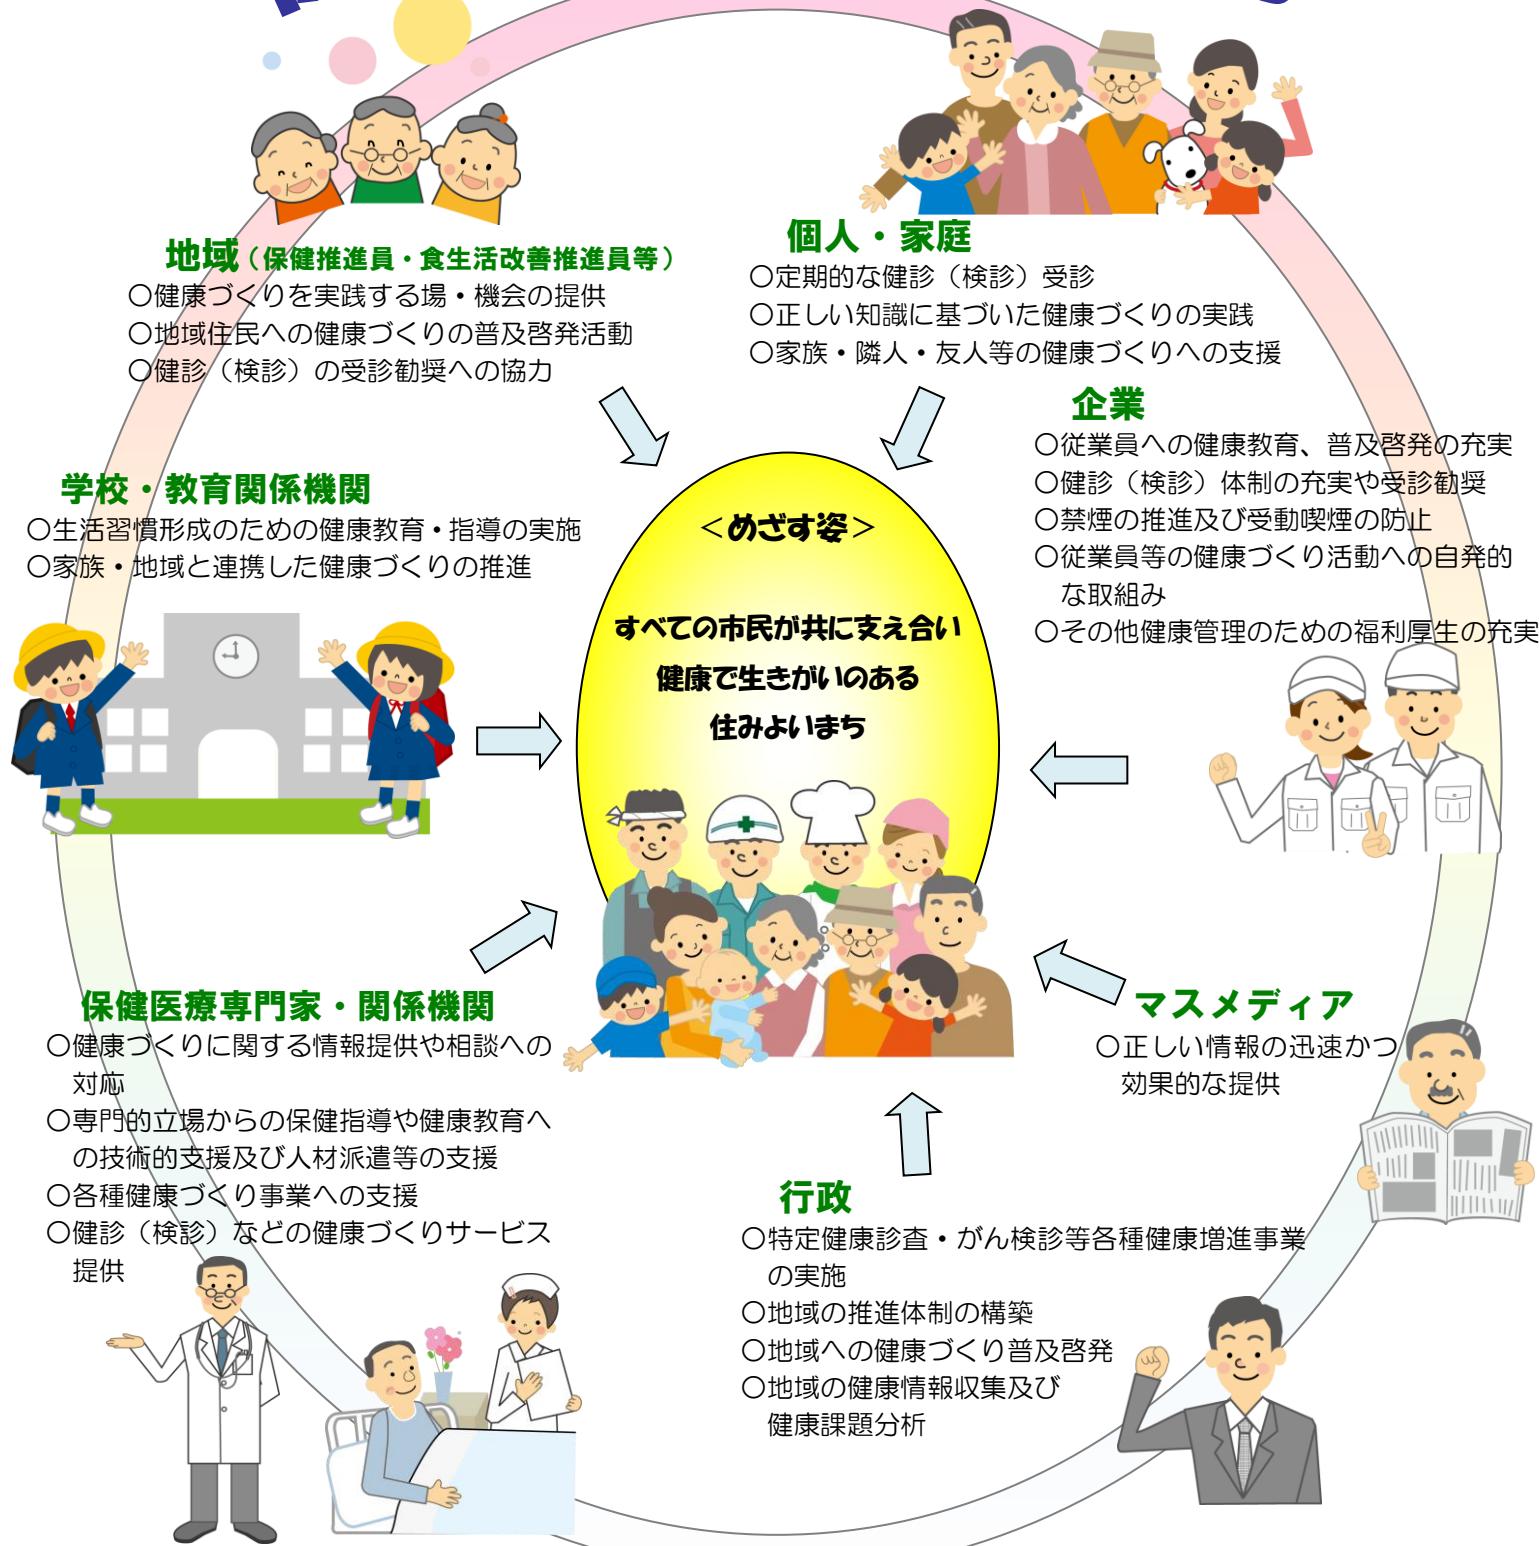 地域(保健推進員・食生活改善推進員等)
〇健康づくりを実践する場・機会の提供
〇地域住民への健康づくりの普及啓発活動
〇健診(検診)の受診勧奨への協力
個人・家庭
〇定期的な健診(検診)受診
〇正しい知識に基づいた健康づくりの実践
〇家族・隣人・友人等の健康づくりへの支援
企業
〇従業員への健康教育、普及啓発の充実
〇健診(検診)体制の充実や受診勧奨
〇禁煙の推進及び受動喫煙の防止
〇従業員等の健康づくり活動への自発的
な取組み
〇その他健康管理のための福利厚生の充実
学校・教育関係機関
〇生活習慣形成のための健康教育・指導の実施
〇家族・地域と連携した健康づくりの推進
<めざす姿>
すべての市民が共に支え合い
健康で生きがいのある
住みよいまち
保健医療専門家・関係機関
〇健康づくりに関する情報提供や相談への
対応
〇専門的立場からの保健指導や健康教育へ
の技術的支援及び人材派遣等の支援
〇各種健康づくり事業への支援
〇健診(検診)などの健康づくりサービス
提供
マスメディア
〇正しい情報の迅速かつ
効果的な提供
行政
〇特定健康診査・がん検診等各種健康増進事業
の実施
〇地域の推進体制の構築
〇地域への健康づくり普及啓発
〇地域の健康情報収集及び
健康課題分析